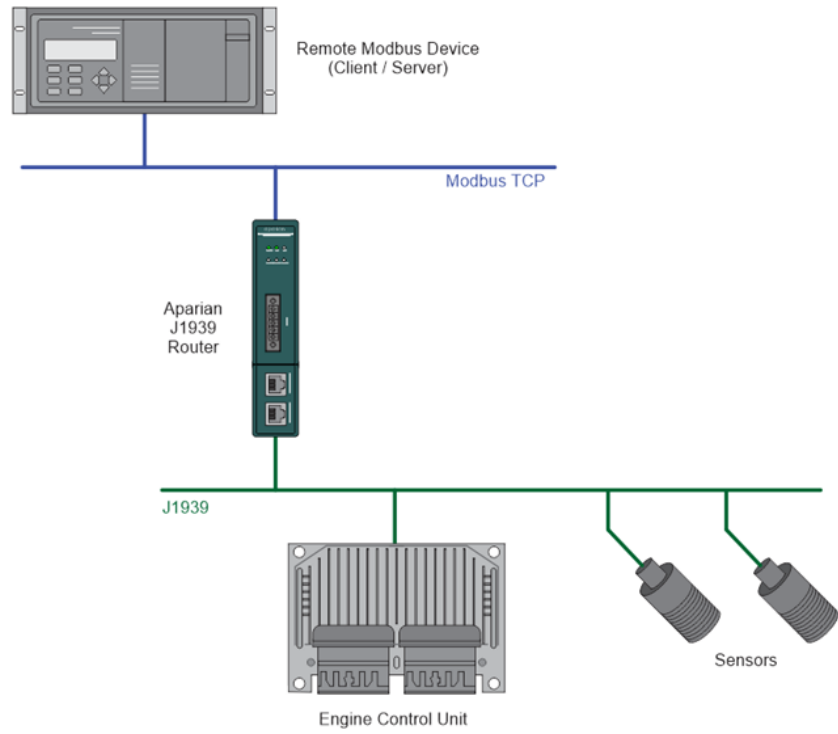 Remote Modbus Device
(Client / Server)
Modbus TCP
Aparian
J1939
Router
J1939
Sensors
Engine Control Unit